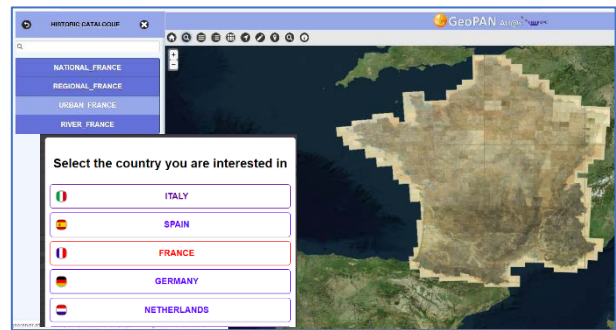 HISTORIC CATALOGUE
GeoPAN
NATIONAL_FRANCE
REGIONAL_FRANCE
URBAN_FRANCE
RIVER_FRANCE
Select the country you are interested in
ITALY
SPAIN
FRANCE
GERMANY
NETHERLANDS